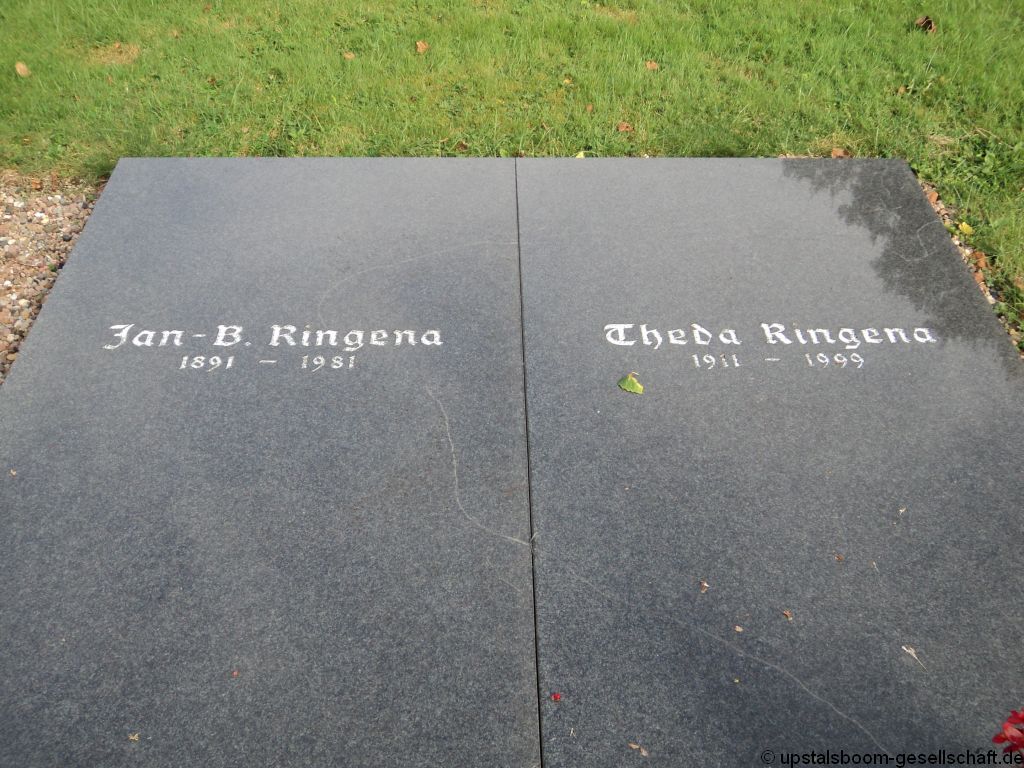 Jan-B. Ringena
1891 - 1981
Theda Ringena
1911 - 1999
© upstalsboom-gesellschaft.de